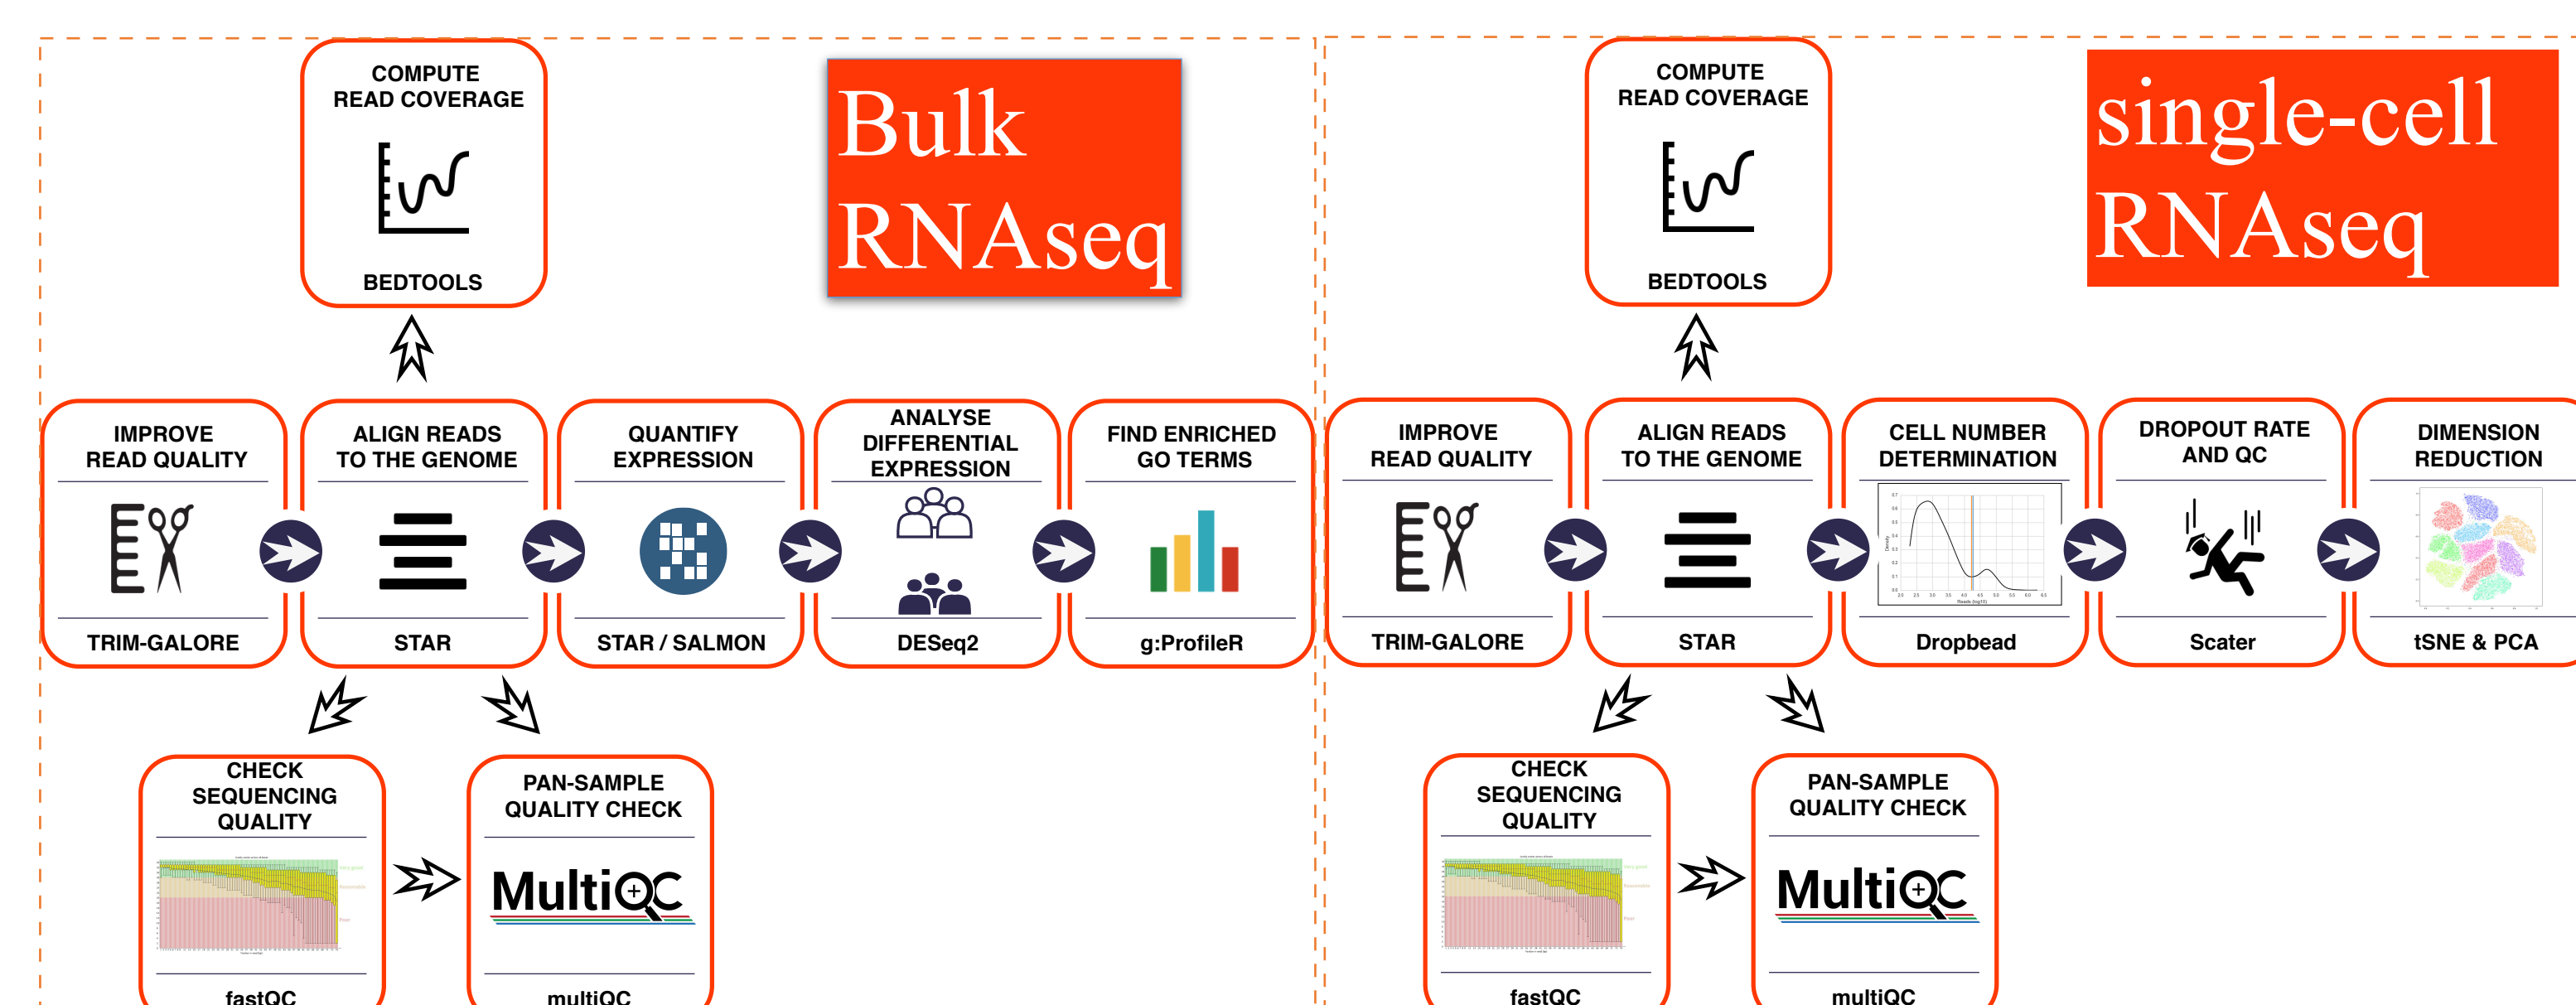 COMPUTE
READ COVERAGE
BEDTOOLS
Bulk
RNAseq
IMPROVE
READ QUALITY
TRIM-GALORE
ALIGN READS
TO THE GENOME
STAR
QUANTIFY
EXPRESSION
STAR / SALMON
ANALYSE
DIFFERENTIAL
EXPRESSION
DESeq2
FIND ENRICHED
GO TERMS
g:ProfileR
CHECK
SEQUENCING
QUALITY
fastQC
PAN-SAMPLE
QUALITY CHECK
MultiQC
multiQC
COMPUTE
READ COVERAGE
BEDTOOLS
single-cell
RNAseq
IMPROVE
READ QUALITY
TRIM-GALORE
ALIGN READS
TO THE GENOME
STAR
CELL NUMBER
DETERMINATION
Density
Reads (log10)
Dropbead
DROPOUT RATE
AND QC
Scater
DIMENSION
REDUCTION
tSNE & PCA
CHECK
SEQUENCING
QUALITY
fastQC
PAN-SAMPLE
QUALITY CHECK
MultiQC
multiQC